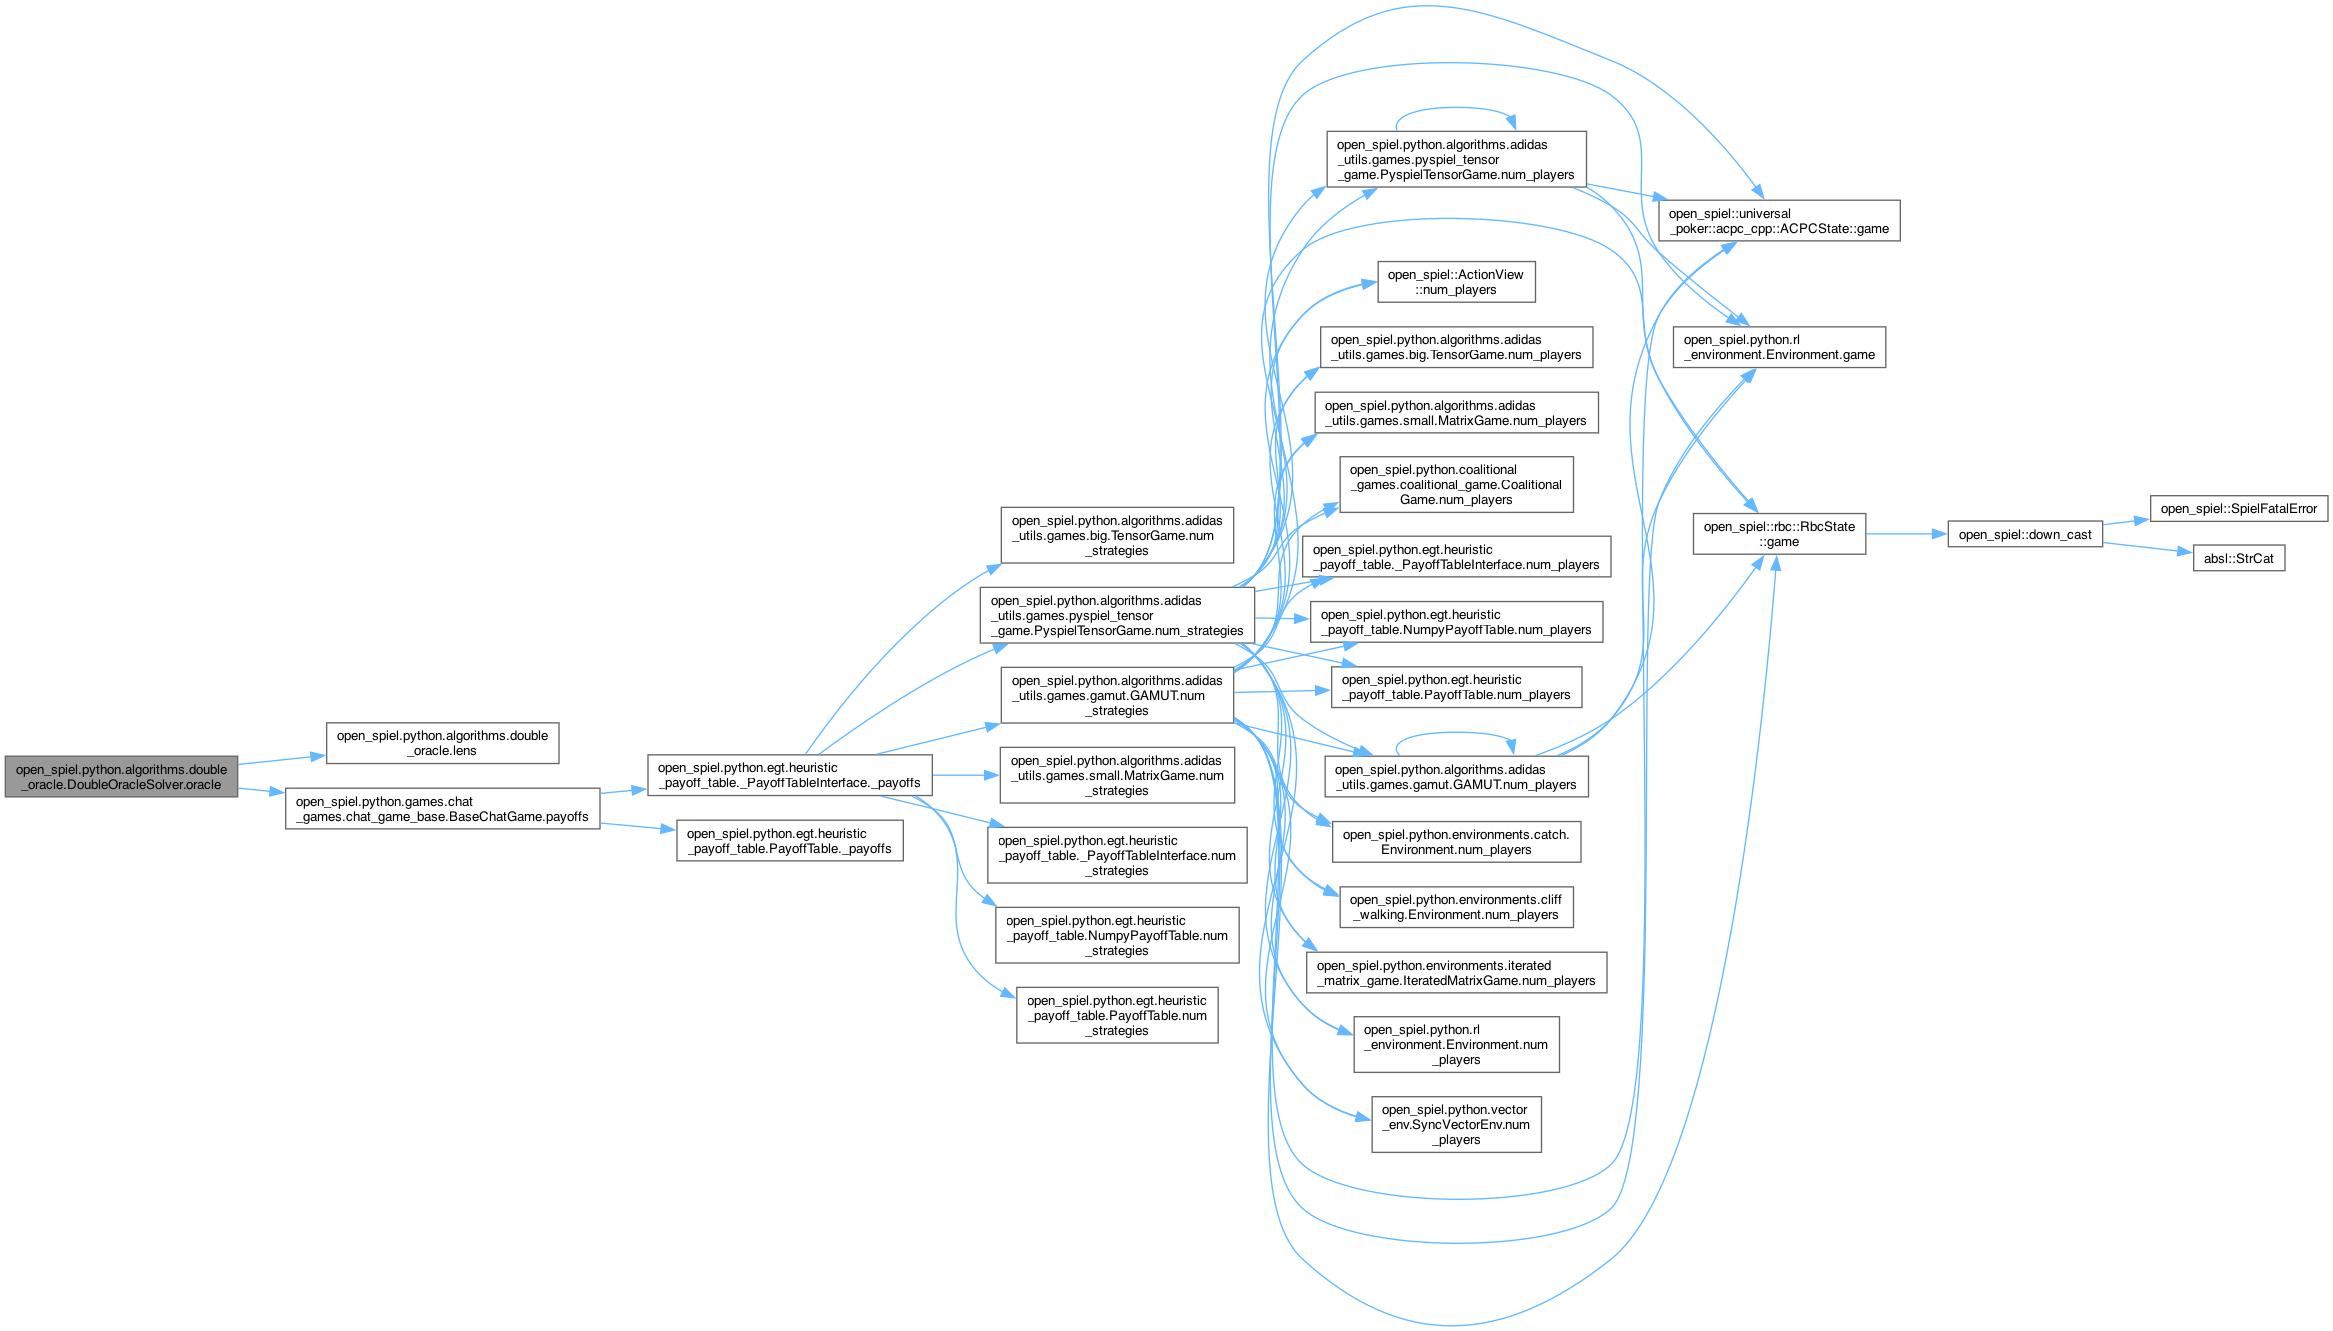 open_spiel.python.algorithms.double
_oracle.DoubleOracleSolver.oracle
open_spiel.python.algorithms.double
_oracle.lens
open_spiel.python.games.chat
_games.chat_game_base.BaseChatGame.payoffs
open_spiel.python.egt.heuristic
_payoff_table._PayoffTableInterface._payoffs
open_spiel.python.egt.heuristic
_payoff_table.PayoffTable._payoffs
open_spiel.python.algorithms.adidas
_utils.games.big.TensorGame.num
_strategies
open_spiel.python.algorithms.adidas
_utils.games.pyspiel_tensor
_game.PyspielTensorGame.num_strategies
open_spiel.python.algorithms.adidas
_utils.games.gamut.GAMUT.num
_strategies
open_spiel.python.algorithms.adidas
_utils.games.small.MatrixGame.num
_strategies
open_spiel.python.egt.heuristic
_payoff_table._PayoffTableInterface.num
_strategies
open_spiel.python.egt.heuristic
_payoff_table.NumpyPayoffTable.num
_strategies
open_spiel.python.egt.heuristic
_payoff_table.PayoffTable.num
_strategies
open_spiel.python.algorithms.adidas
_utils.games.pyspiel_tensor
_game.PyspielTensorGame.num_players
open_spiel::ActionView
::num_players
open_spiel.python.algorithms.adidas
_utils.games.big.TensorGame.num_players
open_spiel.python.algorithms.adidas
_utils.games.small.MatrixGame.num_players
open_spiel.python.coalitional
_games.coalitional_game.Coalitional
Game.num_players
open_spiel.python.egt.heuristic
_payoff_table._PayoffTableInterface.num_players
open_spiel.python.egt.heuristic
_payoff_table.NumpyPayoffTable.num_players
open_spiel.python.egt.heuristic
_payoff_table.PayoffTable.num_players
open_spiel.python.algorithms.adidas
_utils.games.gamut.GAMUT.num_players
open_spiel.python.environments.catch.
Environment.num_players
open_spiel.python.environments.cliff
_walking.Environment.num_players
open_spiel.python.environments.iterated
_matrix_game.IteratedMatrixGame.num_players
open_spiel.python.rl
_environment.Environment.num
_players
open_spiel.python.vector
_env.SyncVectorEnv.num
_players
open_spiel::universal
_poker::acpc_cpp::ACPCState::game
open_spiel.python.rl
_environment.Environment.game
open_spiel::rbc::RbcState
::game
open_spiel::down_cast
open_spiel::SpielFatalError
absl::StrCat